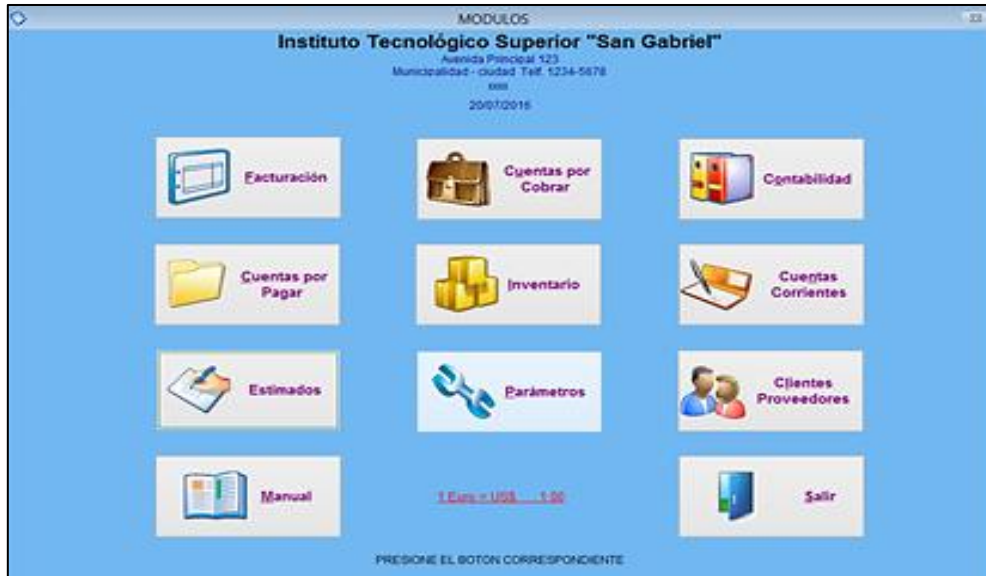 MODULOS
Instituto Tecnológico Superior "San Gabriel"
Avenida Principal 123
Municipalidad - ciudad Telf. 1234-5678
20/07/2016
Facturación
Cuentas por
Cobrar
Contabilidad
Cuentas por
Pagar
Inventario
Cuentas
Corrientes
Estimados
Parámetros
Clientes
Proveedores
Manual
1 Euro = US$ 1.00
Salir
PRESIONE EL BOTON CORRESPONDIENTE